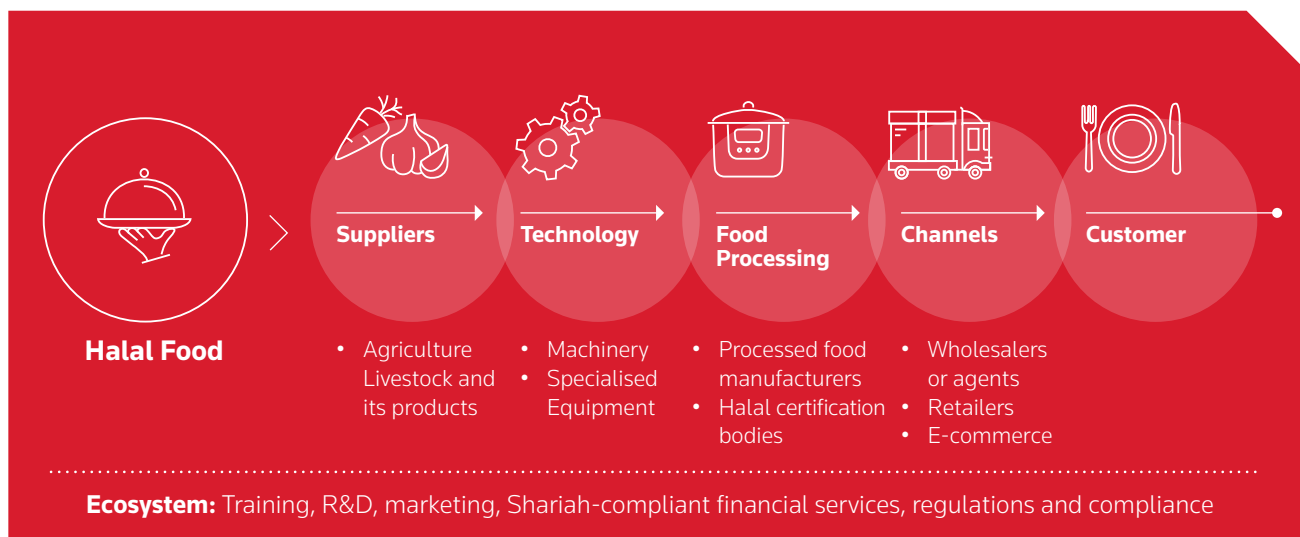 Halal Food
Suppliers
• Agriculture
Livestock and
its products
Technology
• Machinery
• Specialised
Equipment
Food
Processing
• Processed food
manufacturers
• Halal certification
bodies
Channels
• Wholesalers
or agents
• Retailers
• E-commerce
Customer
Ecosystem: Training, R&D, marketing, Shariah-compliant financial services, regulations and compliance